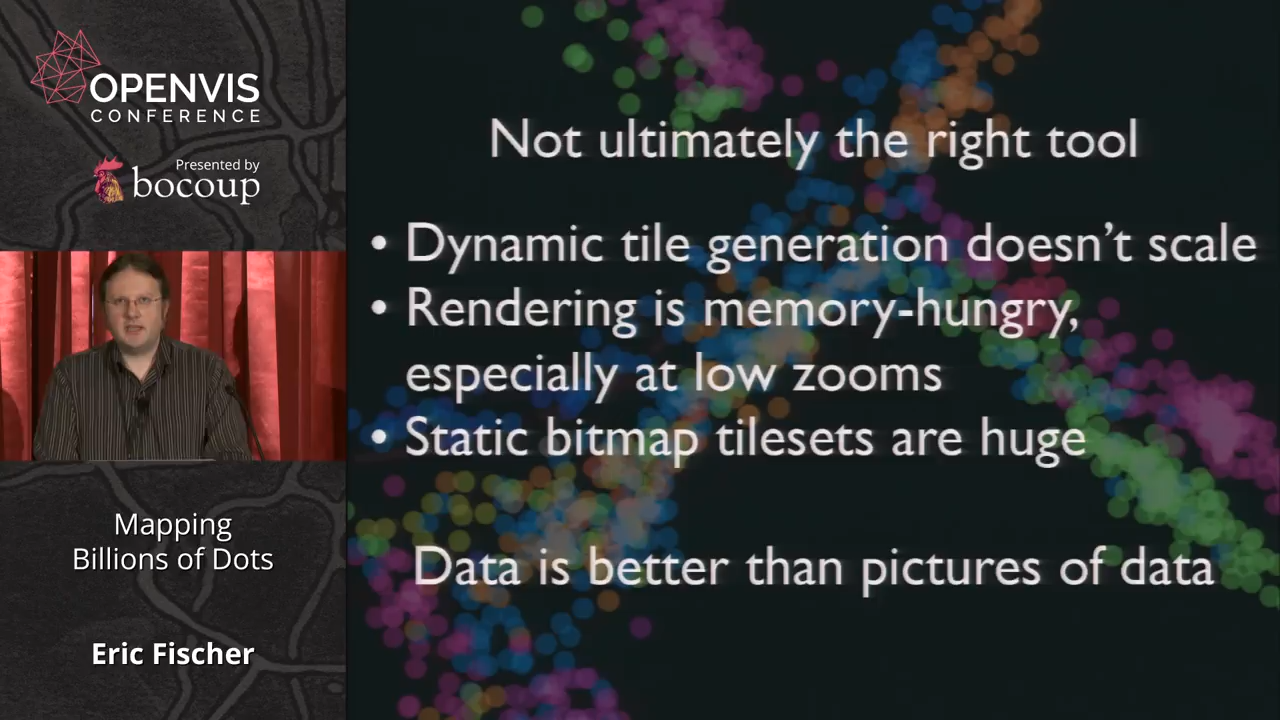 OPENVIS
CONFERENCE
Presented by
bocoup
Mapping
Billions of Dots
Eric Fischer
Not ultimately the right tool
• Dynamic tile generation doesn’t scale
• Rendering is memory-hungry,
especially at low zooms
• Static bitmap tilesets are huge
Data is better than pictures of data